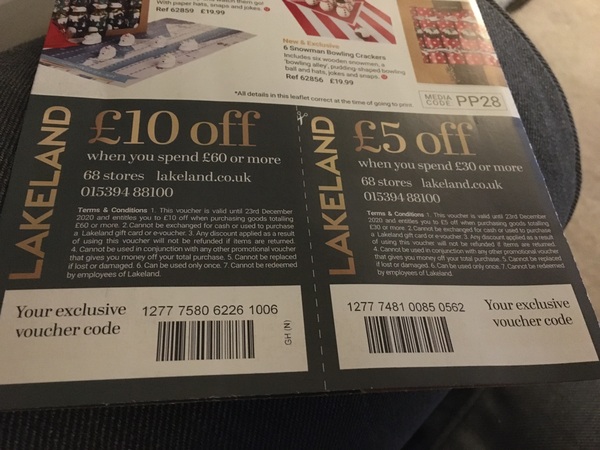 With paper hats, snaps and jokes.
Ref 62859 £19.99
New & Exclusive
6 Snowman Bowling Crackers
Includes six wooden snowmen, a
'bowling alley', pudding-shaped bowling
ball and hats, jokes and snaps.
Ref 62856 £19.99
*All details in this leaflet correct at the time of going to print
MEDIA CODE PP28
LAKELAND
£10 off
when you spend £60 or more
68 stores lakeland.co.uk
015394 88100
Terms & Conditions 1. This voucher is valid until 23rd December
2020 and entitles you to £10 off when purchasing goods totalling
£60 or more. 2. Cannot be exchanged for cash or used to purchase
a Lakeland gift card or e-voucher. 3. Any discount applied as a result
of using this voucher will not be refunded if items are returned.
4. Cannot be used in conjunction with any other promotional voucher
that gives you money off your total purchase. 5. Cannot be replaced
if lost or damaged. 6. Can be used only once. 7. Cannot be redeemed
by employees of Lakeland.
Your exclusive
voucher code
1277 7580 6226 1006
GH (N)
LAKELAND
£5 off
when you spend £30 or more
68 stores lakeland.co.uk
015394 88100
Terms & Conditions 1. This voucher is valid until 23rd December
2020 and entitles you to £5 off when purchasing goods totalling
£30 or more. 2. Cannot be exchanged for cash or used to purchase
a Lakeland gift card or e-voucher. 3. Any discount applied as a result
of using this voucher will not be refunded if items are returned.
4. Cannot be used in conjunction with any other promotional voucher
that gives you money off your total purchase. 5. Cannot be replaced
if lost or damaged. 6. Can be used only once. 7. Cannot be redeemed
by employees of Lakeland.
1277 7481 0085 0562
Your exclusive
voucher code